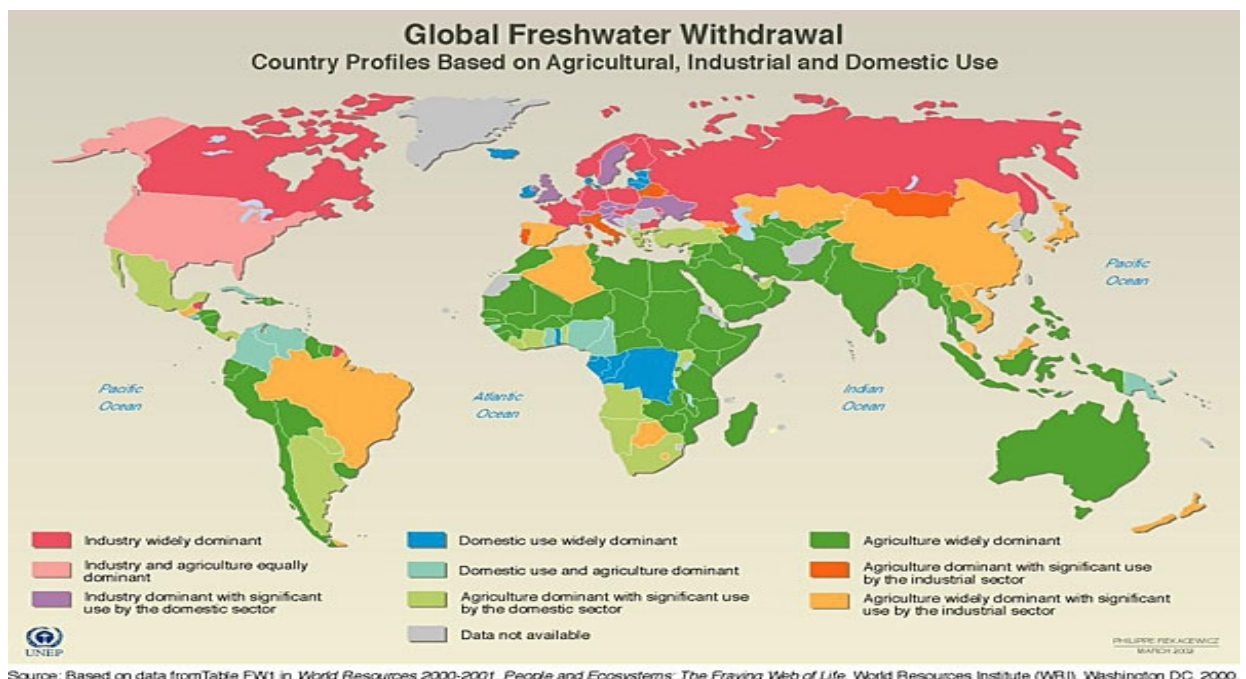 Global Freshwater Withdrawal
Country Profiles Based on Agricultural, Industrial and Domestic Use
Pacific
Ocean
Pacific
Ocean
Atlantic
Ocean
Indian
Ocean
Industry widely dominant
Industry and agriculture equally
dominant
Industry dominant with significant
use by the domestic sector
Domestic use widely dominant
Domestic use and agriculture dominant
Agriculture dominant with significant use
by the domestic sector
Data not available
Agriculture widely dominant
Agriculture dominant with significant use
by the industrial sector
Agriculture widely dominant with significant
use by the industrial sector
UNEP
PHILIPPE REKACEWICZ
MARCH 2002
Source: Based on data from Table FW1 in World Resources 2000-2001, People and Ecosystems: The Fraying Web of Life, World Resources Institute (WRI), Washington DC, 2000.